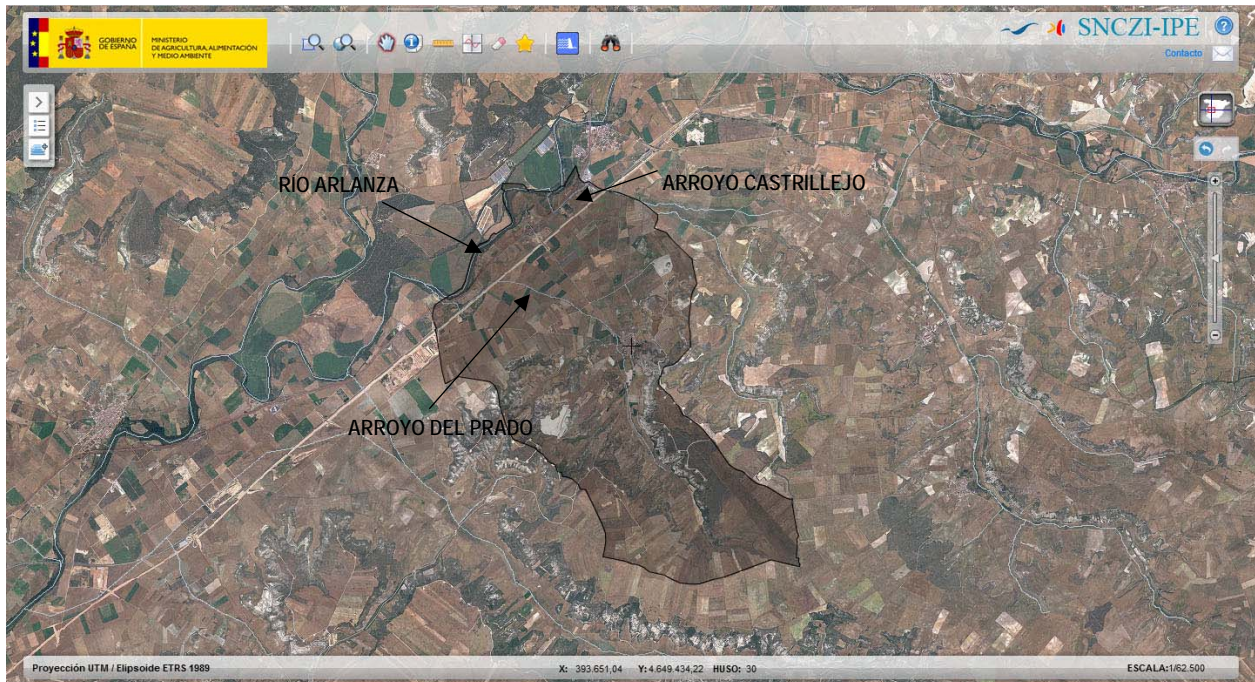 GOBIERNO
DE ESPAÑA
MINISTERIO
DE AGRICULTURA, ALIMENTACIÓN
Y MEDIO AMBIENTE
SNCZI-IPE
Contacto
RÍO ARLANZA
ARROYO CASTRILLEJO
ARROYO DEL PRADO
Proyección UTM / Elipsoide ETRS 1989
X: 393.651,04 Y: 4.649.434,22 HUSO: 30
ESCALA:1/62.500